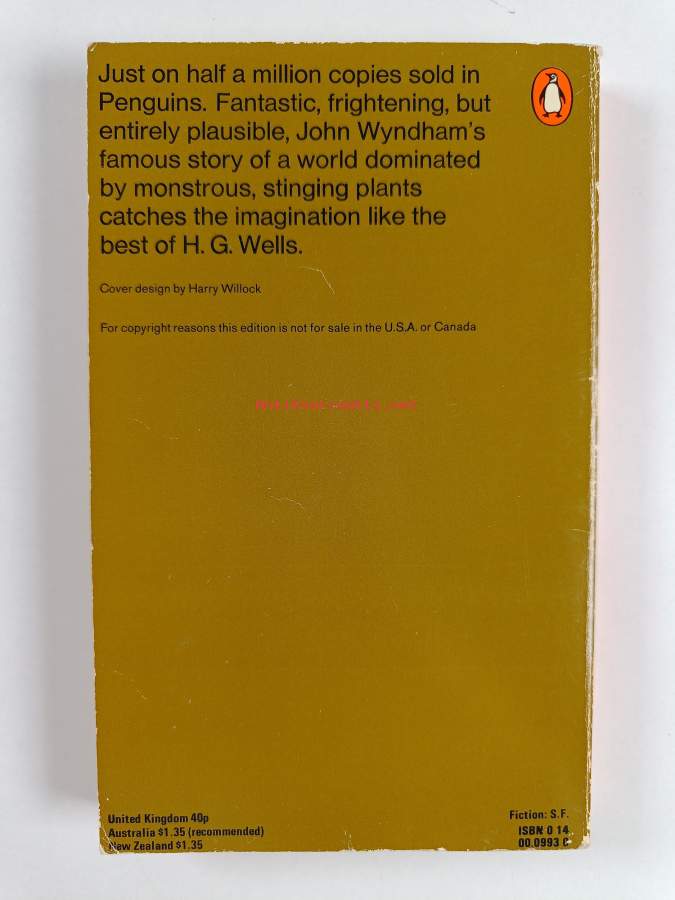 Just on half a million copies sold in
Penguins. Fantastic, frightening, but
entirely plausible, John Wyndham's
famous story of a world dominated
by monstrous, stinging plants
catches the imagination like the
best of H. G. Wells.
Cover design by Harry Willock
For copyright reasons this edition is not for sale in the U.S.A. or Canada
United Kingdom 40p
Australia $1.35 (recommended)
New Zealand $1.35
Fiction: S.F.
ISBN 0 14
00.0993 0